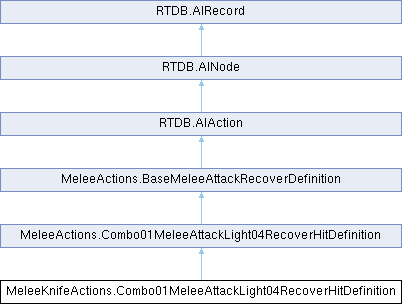 RTDB.AIRecord
RTDB.AINode
RTDB.AIAction
MeleeActions.BaseMeleeAttackRecoverDefinition
MeleeActions.Combo01MeleeAttackLight04RecoverHitDefinition
MeleeKnifeActions.Combo01MeleeAttackLight04RecoverHitDefinition